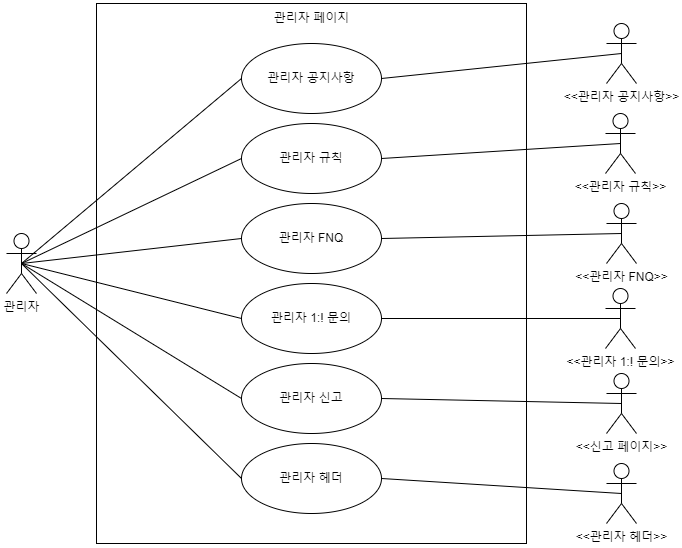 관리자 페이지
관리자 공지사항
<<관리자 공지사항>>
관리자 규칙
<<관리자 규칙>>
관리자 FNQ
<<관리자 FNQ>>
관리자
관리자 1:! 문의
<<관리자 1:! 문의>>
관리자 신고
<<신고 페이지>>
관리자 헤더
<<관리자 헤더>>